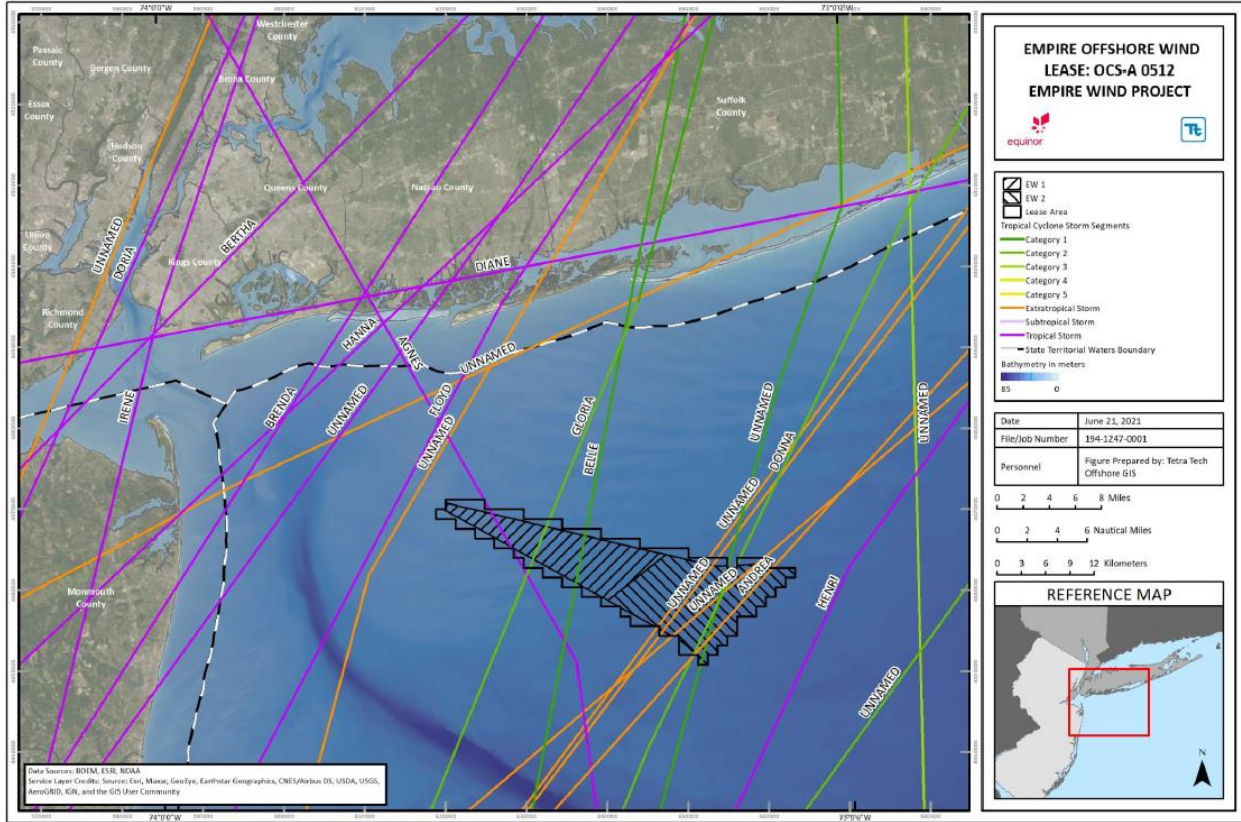 74°0'0"W
73°0'0"W
Westchester
County
Passaic
County
Bergen County
Bronx County
Essex
County
Suffolk
County
Hudson
County
Queens County
Nassau County
UNNAMED
DORIA
BERTHA
Union
County
Kings County
DIANE
Richmond
County
HANNA
AGNES
UNNAMED
IRENE
BRENDA
UNNAMED
FLOYD
UNNAMED
GLORIA
BELLE
UNNAMED
DONNA
UNNAMED
UNNAMED
UNNAMED
UNNAMED
ANDREA
HENRI
UNNAMED
Monmouth
County
Data Sources: BOEM, ESRI, NOAA
Service Layer Credits: Source: Esri, Maxar, GeoEye, Earthstar Geographics, CNES/Airbus DS, USDA, USGS,
AeroGRID, IGN, and the GIS User Community
74°0'0"W
73°0'0"W
EMPIRE OFFSHORE WIND
LEASE: OCS-A 0512
EMPIRE WIND PROJECT
equinor
Tt
EW 1
EW 2
Lease Area
Tropical Cyclone Storm Segments
Category 1
Category 2
Category 3
Category 4
Category 5
Extratropical Storm
Subtropical Storm
Tropical Storm
State Territorial Waters Boundary
Bathymetry in meters
85 0
Date June 21, 2021
File/Job Number 194-1247-0001
Personnel Figure Prepared by: Tetra Tech
Offshore GIS
0 2 4 6 8 Miles
0 2 4 6 Nautical Miles
0 3 6 9 12 Kilometers
REFERENCE MAP
N